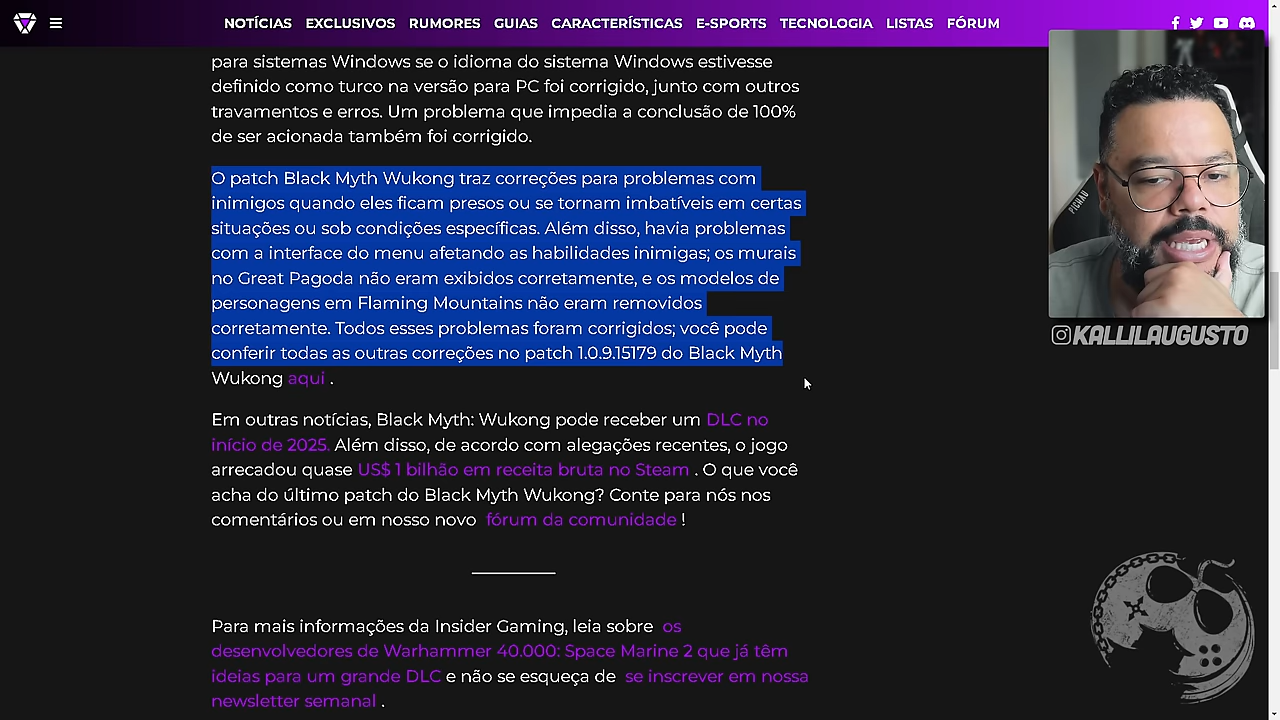 NOTÍCIAS EXCLUSIVOS RUMORES GUIAS CARACTERÍSTICAS E-SPORTS TECNOLOGIA LISTAS FÓRUM
para sistemas Windows se o idioma do sistema Windows estivesse
definido como turco na versão para PC foi corrigido, junto com outros
travamentos e erros. Um problema que impedia a conclusão de 100%
de ser acionada também foi corrigido.
O patch Black Myth Wukong traz correções para problemas com
inimigos quando eles ficam presos ou se tornam imbatíveis em certas
situações ou sob condições específicas. Além disso, havia problemas
com a interface do menu afetando as habilidades inimigas; os murais
no Great Pagoda não eram exibidos corretamente, e os modelos de
personagens em Flaming Mountains não eram removidos
corretamente. Todos esses problemas foram corrigidos; você pode
conferir todas as outras correções no patch 1.0.9.15179 do Black Myth
Wukong aqui .
Em outras notícias, Black Myth: Wukong pode receber um DLC no
início de 2025. Além disso, de acordo com alegações recentes, o jogo
arrecadou quase US$ 1 bilhão em receita bruta no Steam . O que você
acha do último patch do Black Myth Wukong? Conte para nós nos
comentários ou em nosso novo fórum da comunidade !
Para mais informações da Insider Gaming, leia sobre os
desenvolvedores de Warhammer 40.000: Space Marine 2 que já têm
ideias para um grande DLC e não se esqueça de se inscrever em nossa
newsletter semanal .
PICHAU
KALLILAUGUSTO